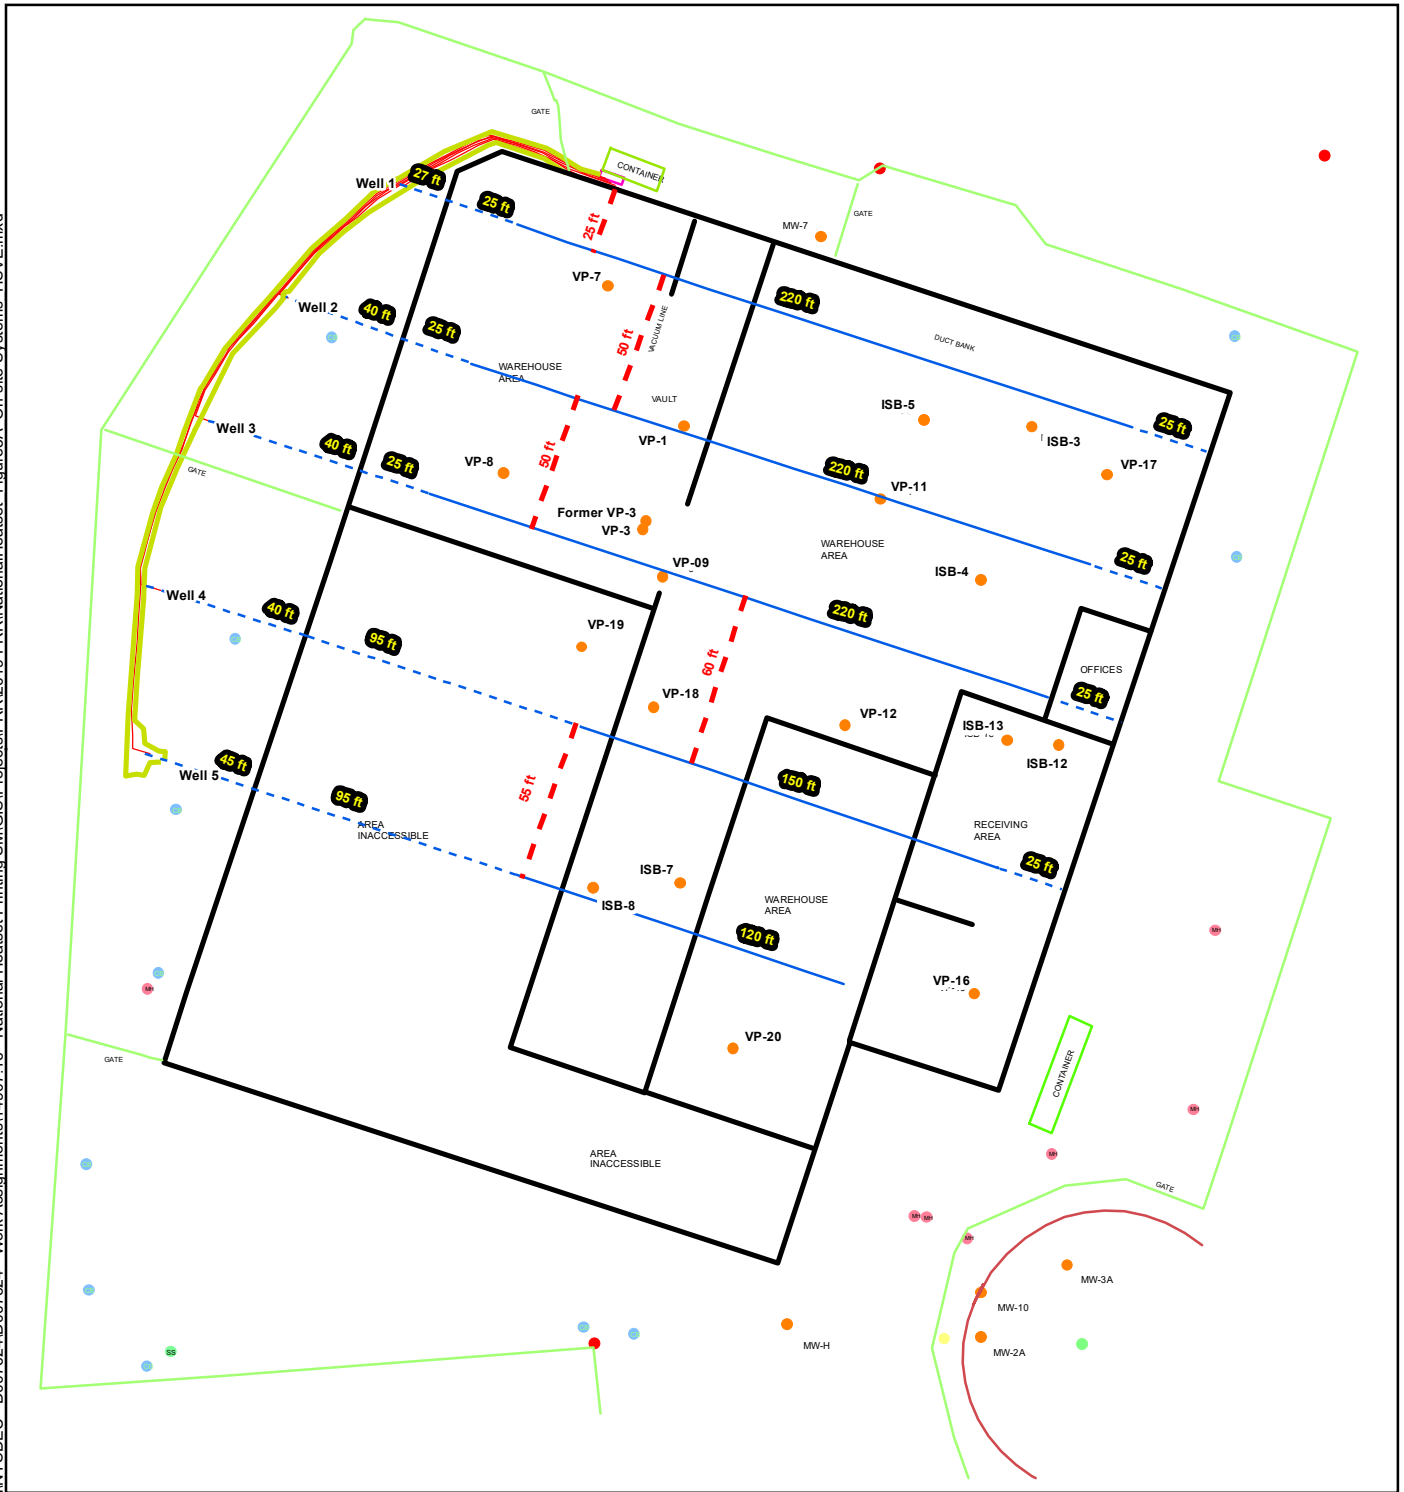 GATE
CONTAINER
Well 1
27 ft
25 ft
25 ft
MW-7
GATE
VP-7
Well 2
40 ft
25 ft
50 ft
VACUUM LINE
220 ft
DUCT BANK
WAREHOUSE
AREA
VAULT
VP-1
ISB-5
ISB-3
25 ft
Well 3
40 ft
25 ft
VP-8
50 ft
220 ft
VP-11
VP-17
GATE
Former VP-3
VP-3
VP-09
WAREHOUSE
AREA
ISB-4
25 ft
Well 4
40 ft
95 ft
VP-19
220 ft
60 ft
OFFICES
25 ft
VP-18
VP-12
ISB-13
ISB-12
Well 5
45 ft
95 ft
55 ft
150 ft
AREA
INACCESSIBLE
RECEIVING
AREA
25 ft
ISB-7
ISB-8
WAREHOUSE
AREA
120 ft
MH
MH
VP-16
VP-20
GATE
CONTAINER
MH
MH
AREA
INACCESSIBLE
GATE
MH
MH
MH
MW-3A
MW-10
MW-H
MW-2A
SS